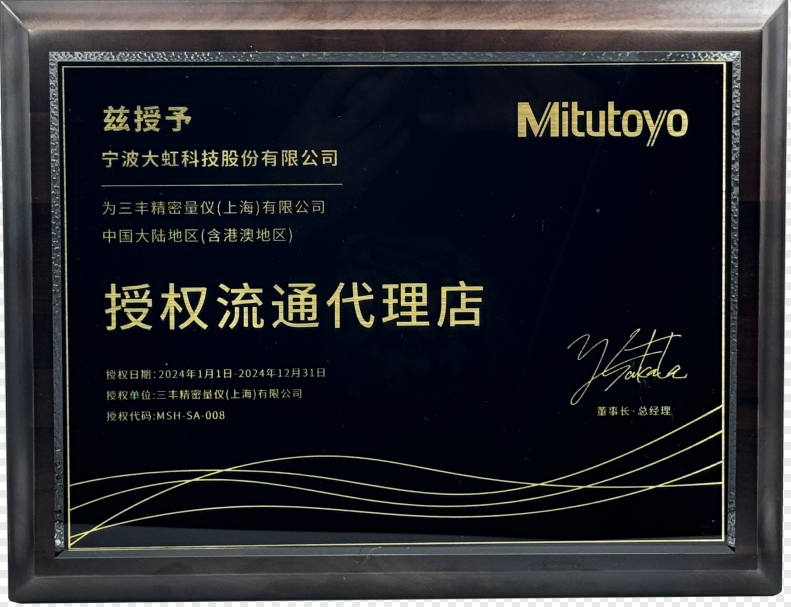 兹授予
Mitutoyo
宁波大虹科技股份有限公司
为三丰精密量仪(上海)有限公司
中国大陆地区(含港澳地区)
授权流通代理店
授权日期:2024年1月1日-2024年12月31日
授权单位:三丰精密量仪(上海)有限公司
授权代码:MSH-SA-008
董事长·总经理